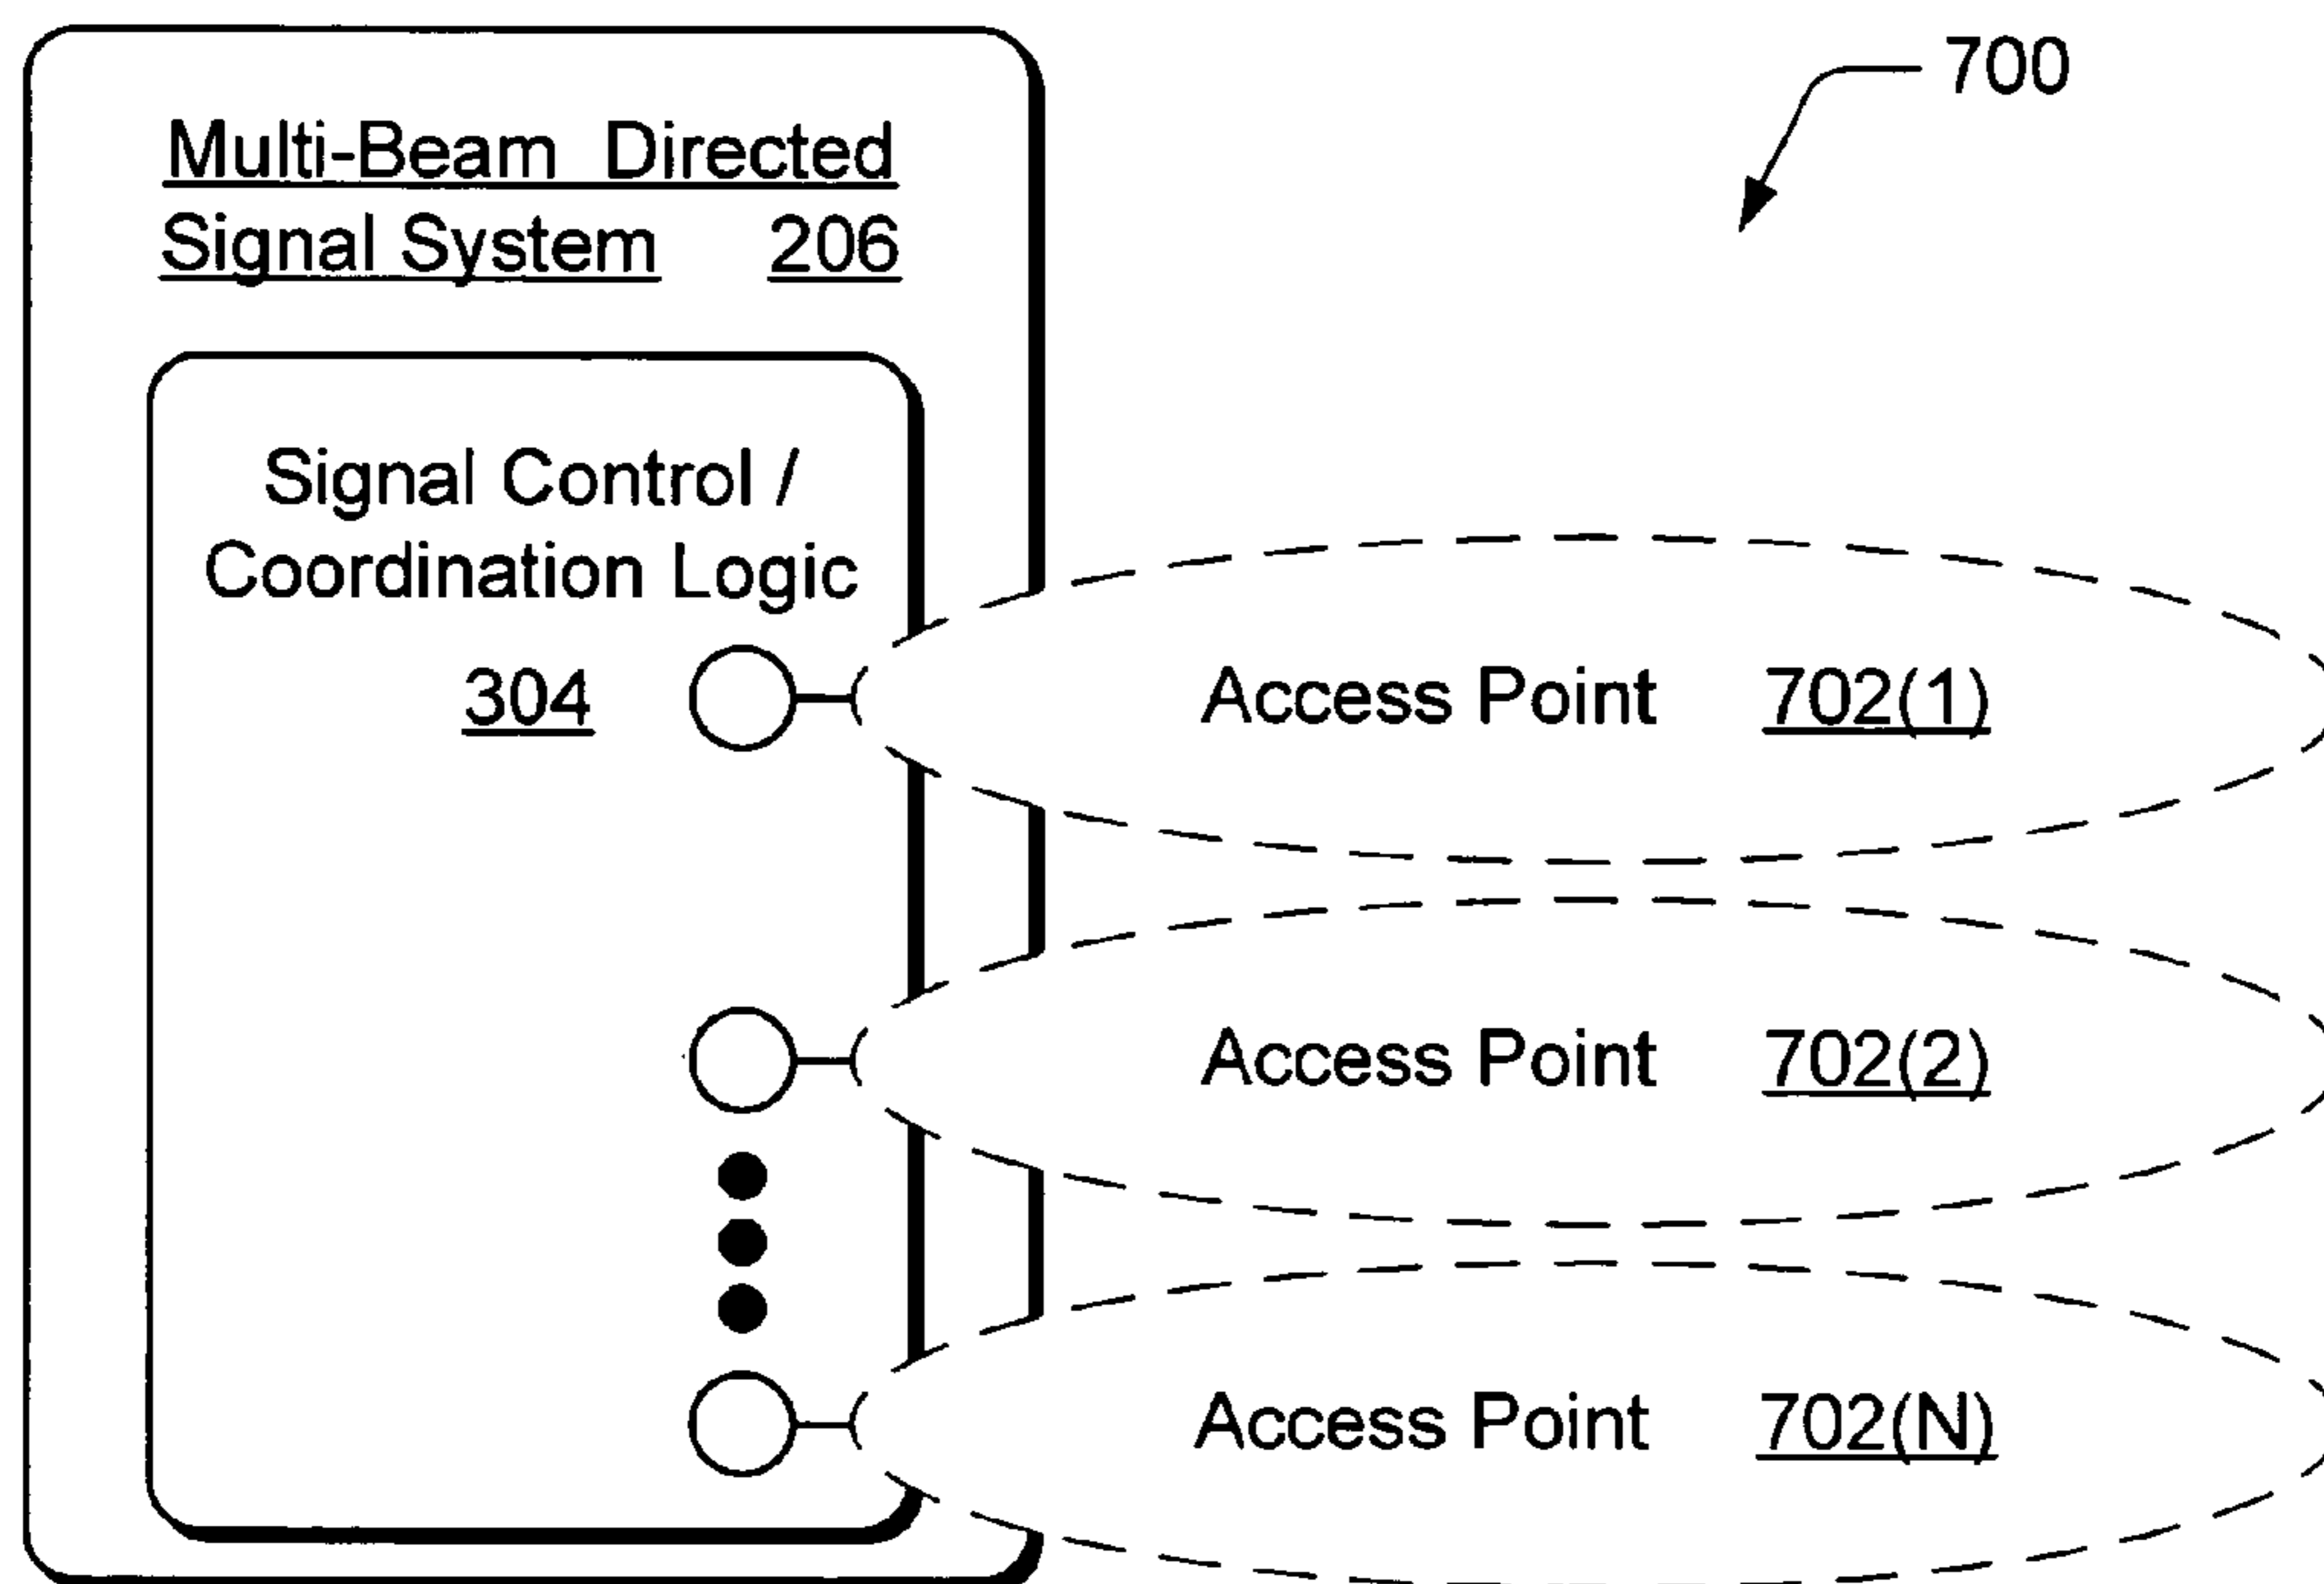 700
Multi-Beam Directed
Signal System 206
Signal Control /
Coordination Logic
304
Access Point 702(1)
Access Point 702(2)
Access Point 702(N)